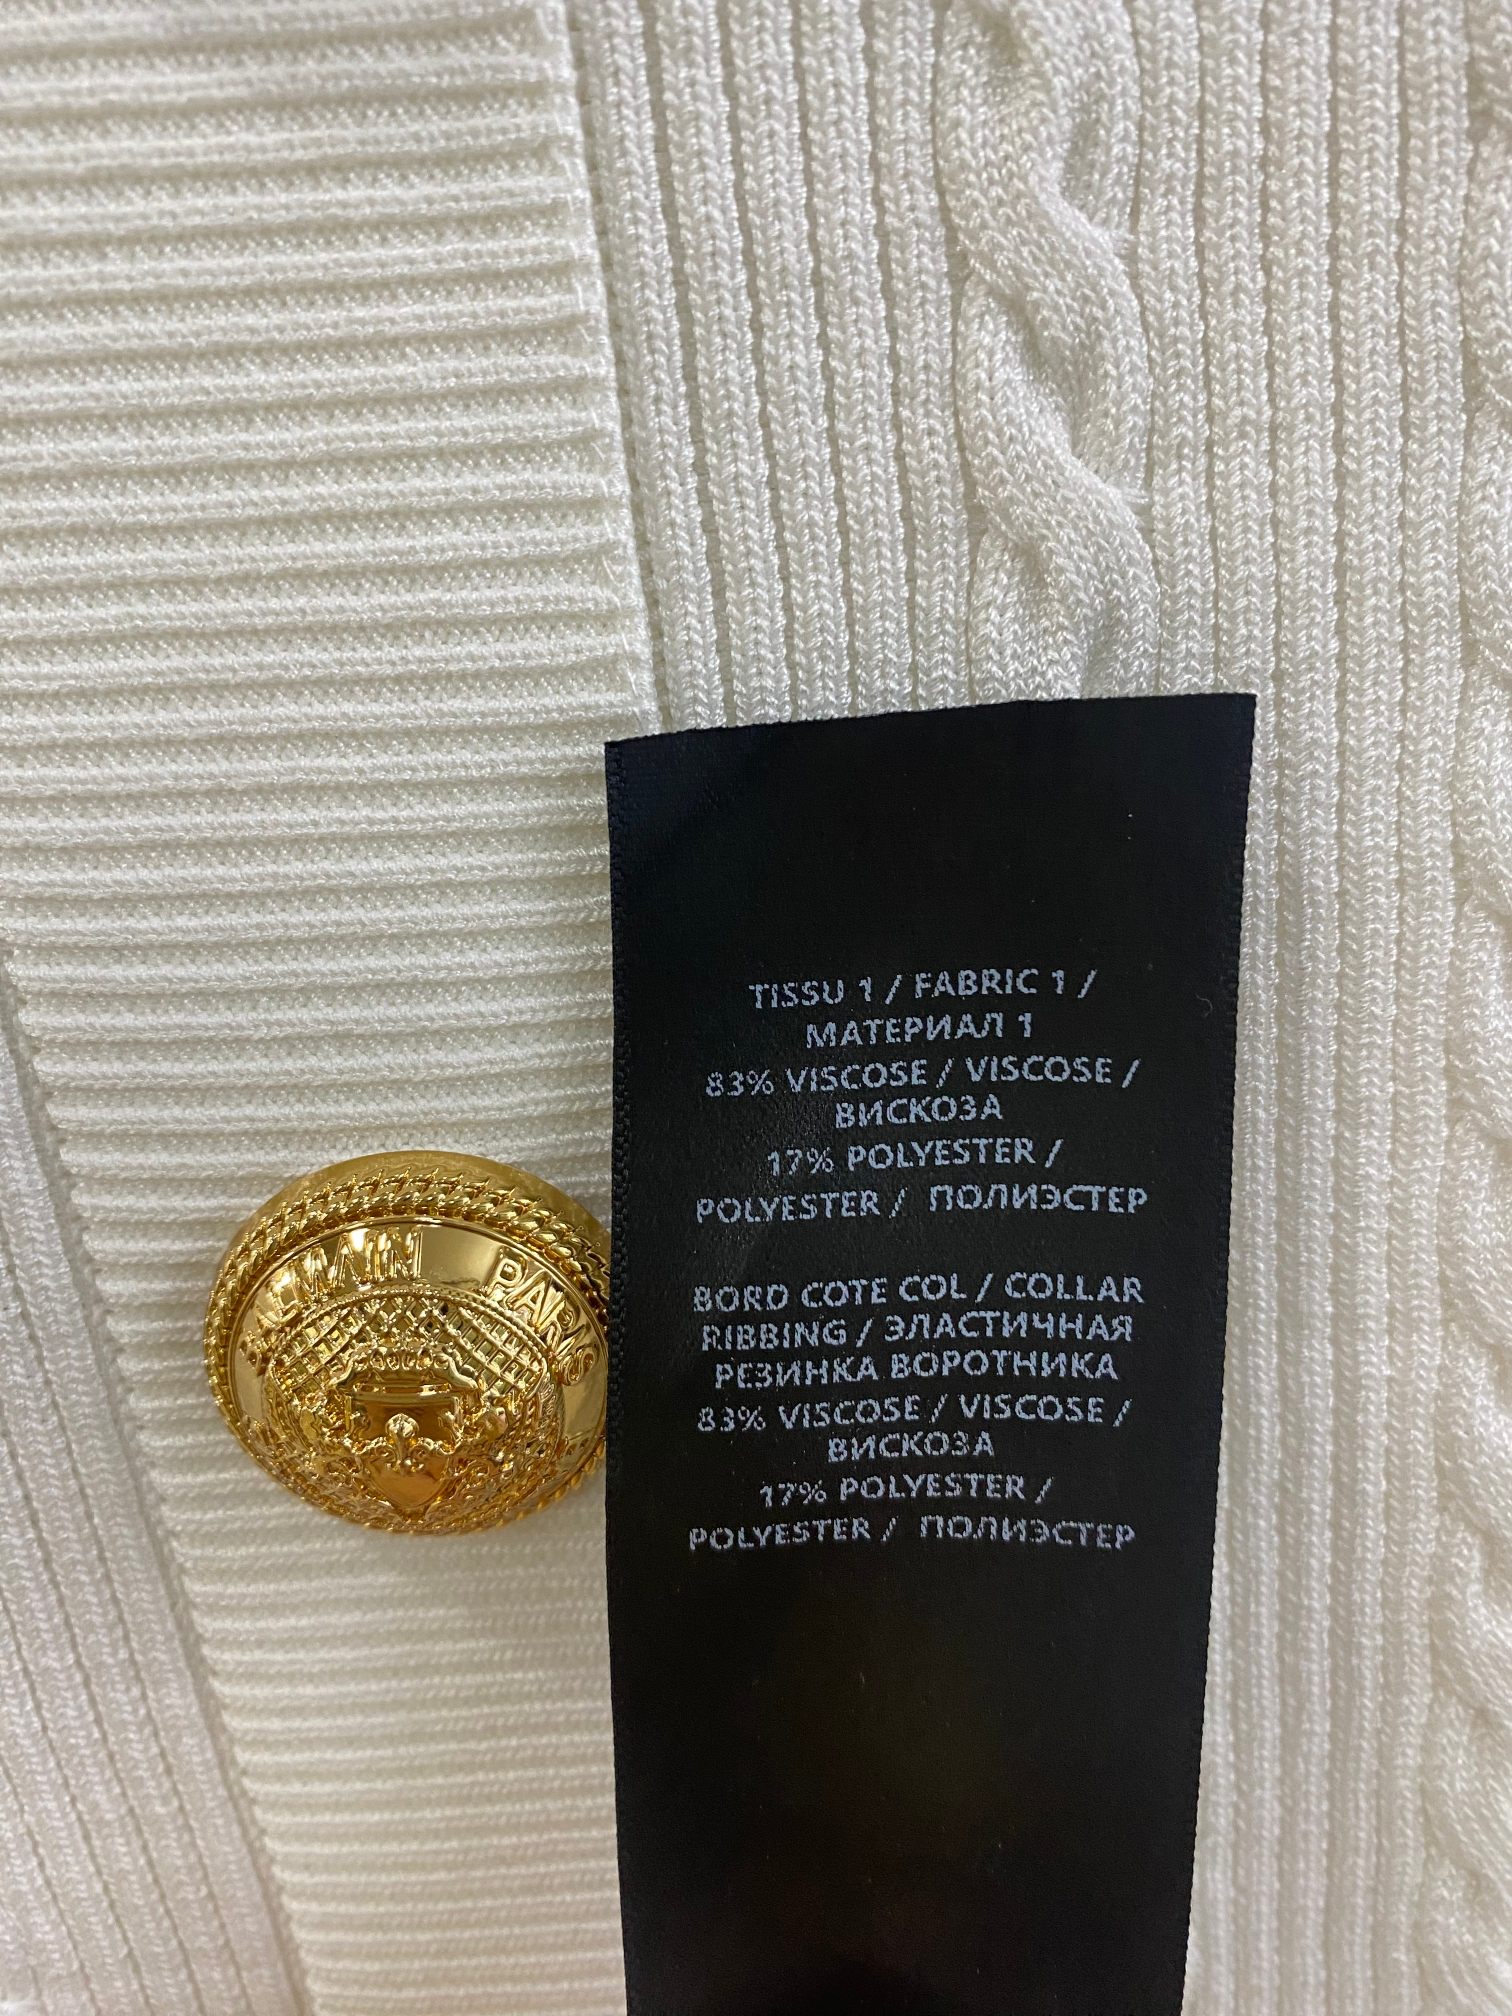 BALMAIN PARIS
TISSU 1 / FABRIC 1 /
МАТЕРИАЛ 1
83% VISCOSE / VISCOSE /
ВИСКОЗА
17% POLYESTER /
POLYESTER / ПОЛИЭСТЕР
BORD COTE COL / COLLAR
RIBBING / ЭЛАСТИЧНАЯ
РЕЗИНКА ВОРОТНИКА
83% VISCOSE / VISCOSE /
ВИСКОЗА
17% POLYESTER /
POLYESTER / ПОЛИЭСТЕР